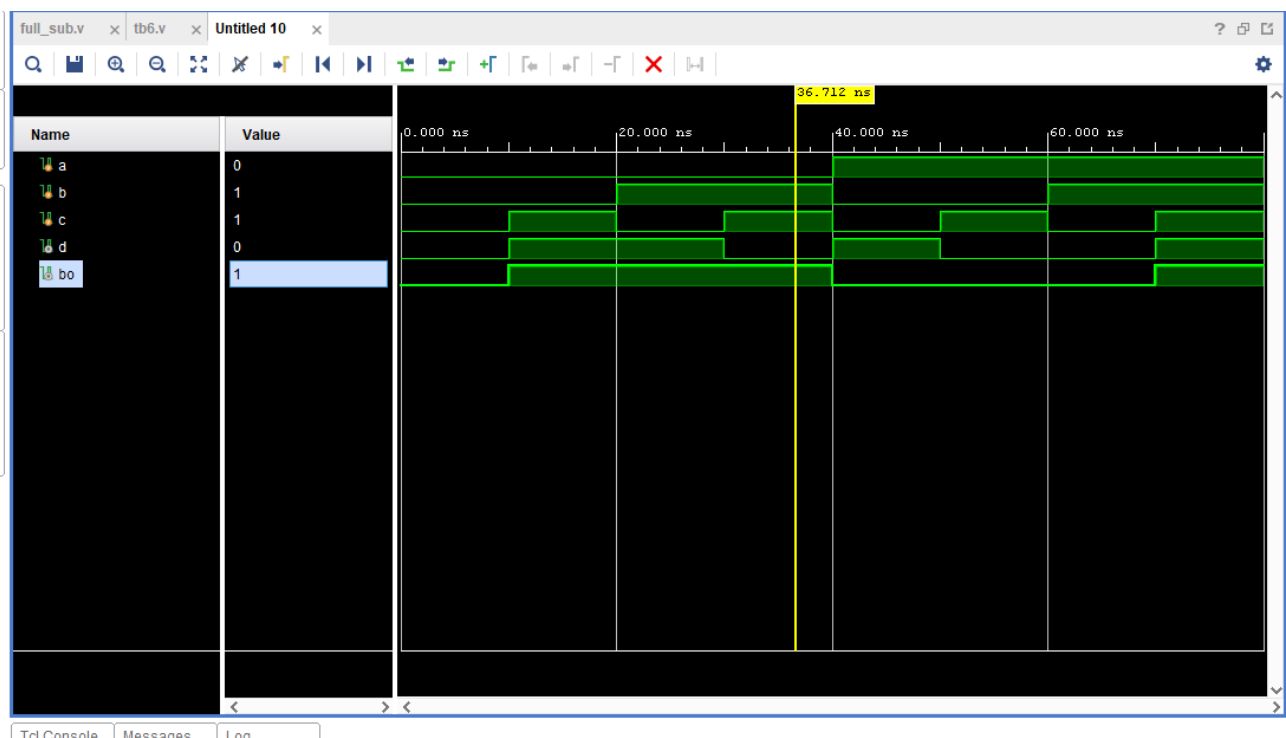 full_sub.v × tb6.v × Untitled 10 × ?
36.712 ns
Name Value 0.000 ns 20.000 ns 40.000 ns 60.000 ns
a 0
b 1
c 1
d 0
bo 1
Tcl Console Messages Log